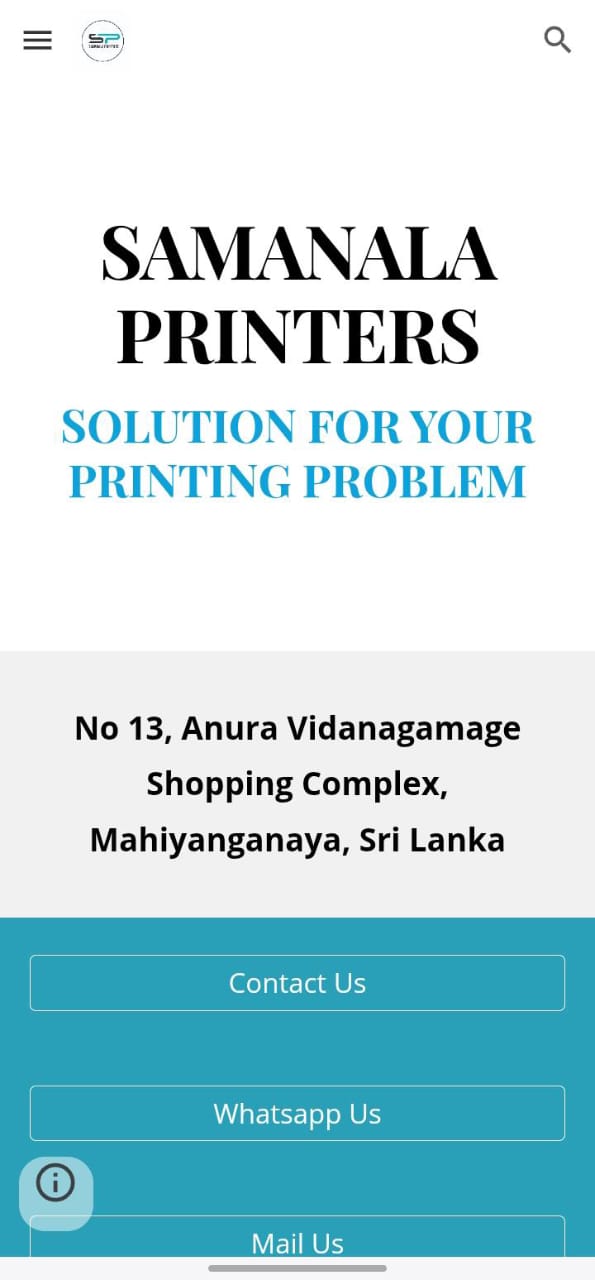 SP
SAMANALA
PRINTERS
SOLUTION FOR YOUR
PRINTING PROBLEM
No 13, Anura Vidanagamage
Shopping Complex,
Mahiyanganaya, Sri Lanka
Contact Us
Whatsapp Us
Mail Us